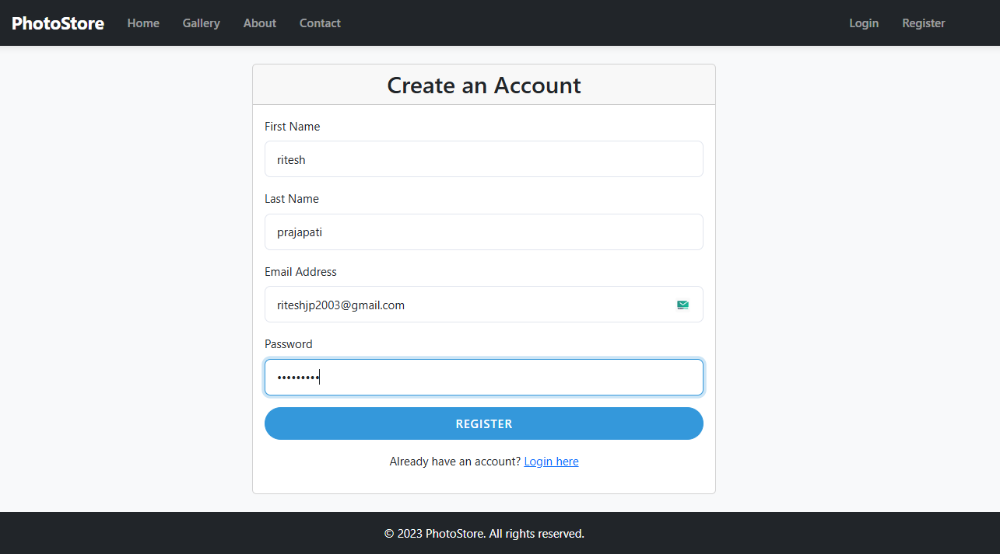 PhotoStore Home Gallery About Contact Login Register
Create an Account
First Name
ritesh
Last Name
prajapati
Email Address
riteshjp2003@gmail.com
Password
•••••••••
REGISTER
Already have an account? Login here
© 2023 PhotoStore. All rights reserved.